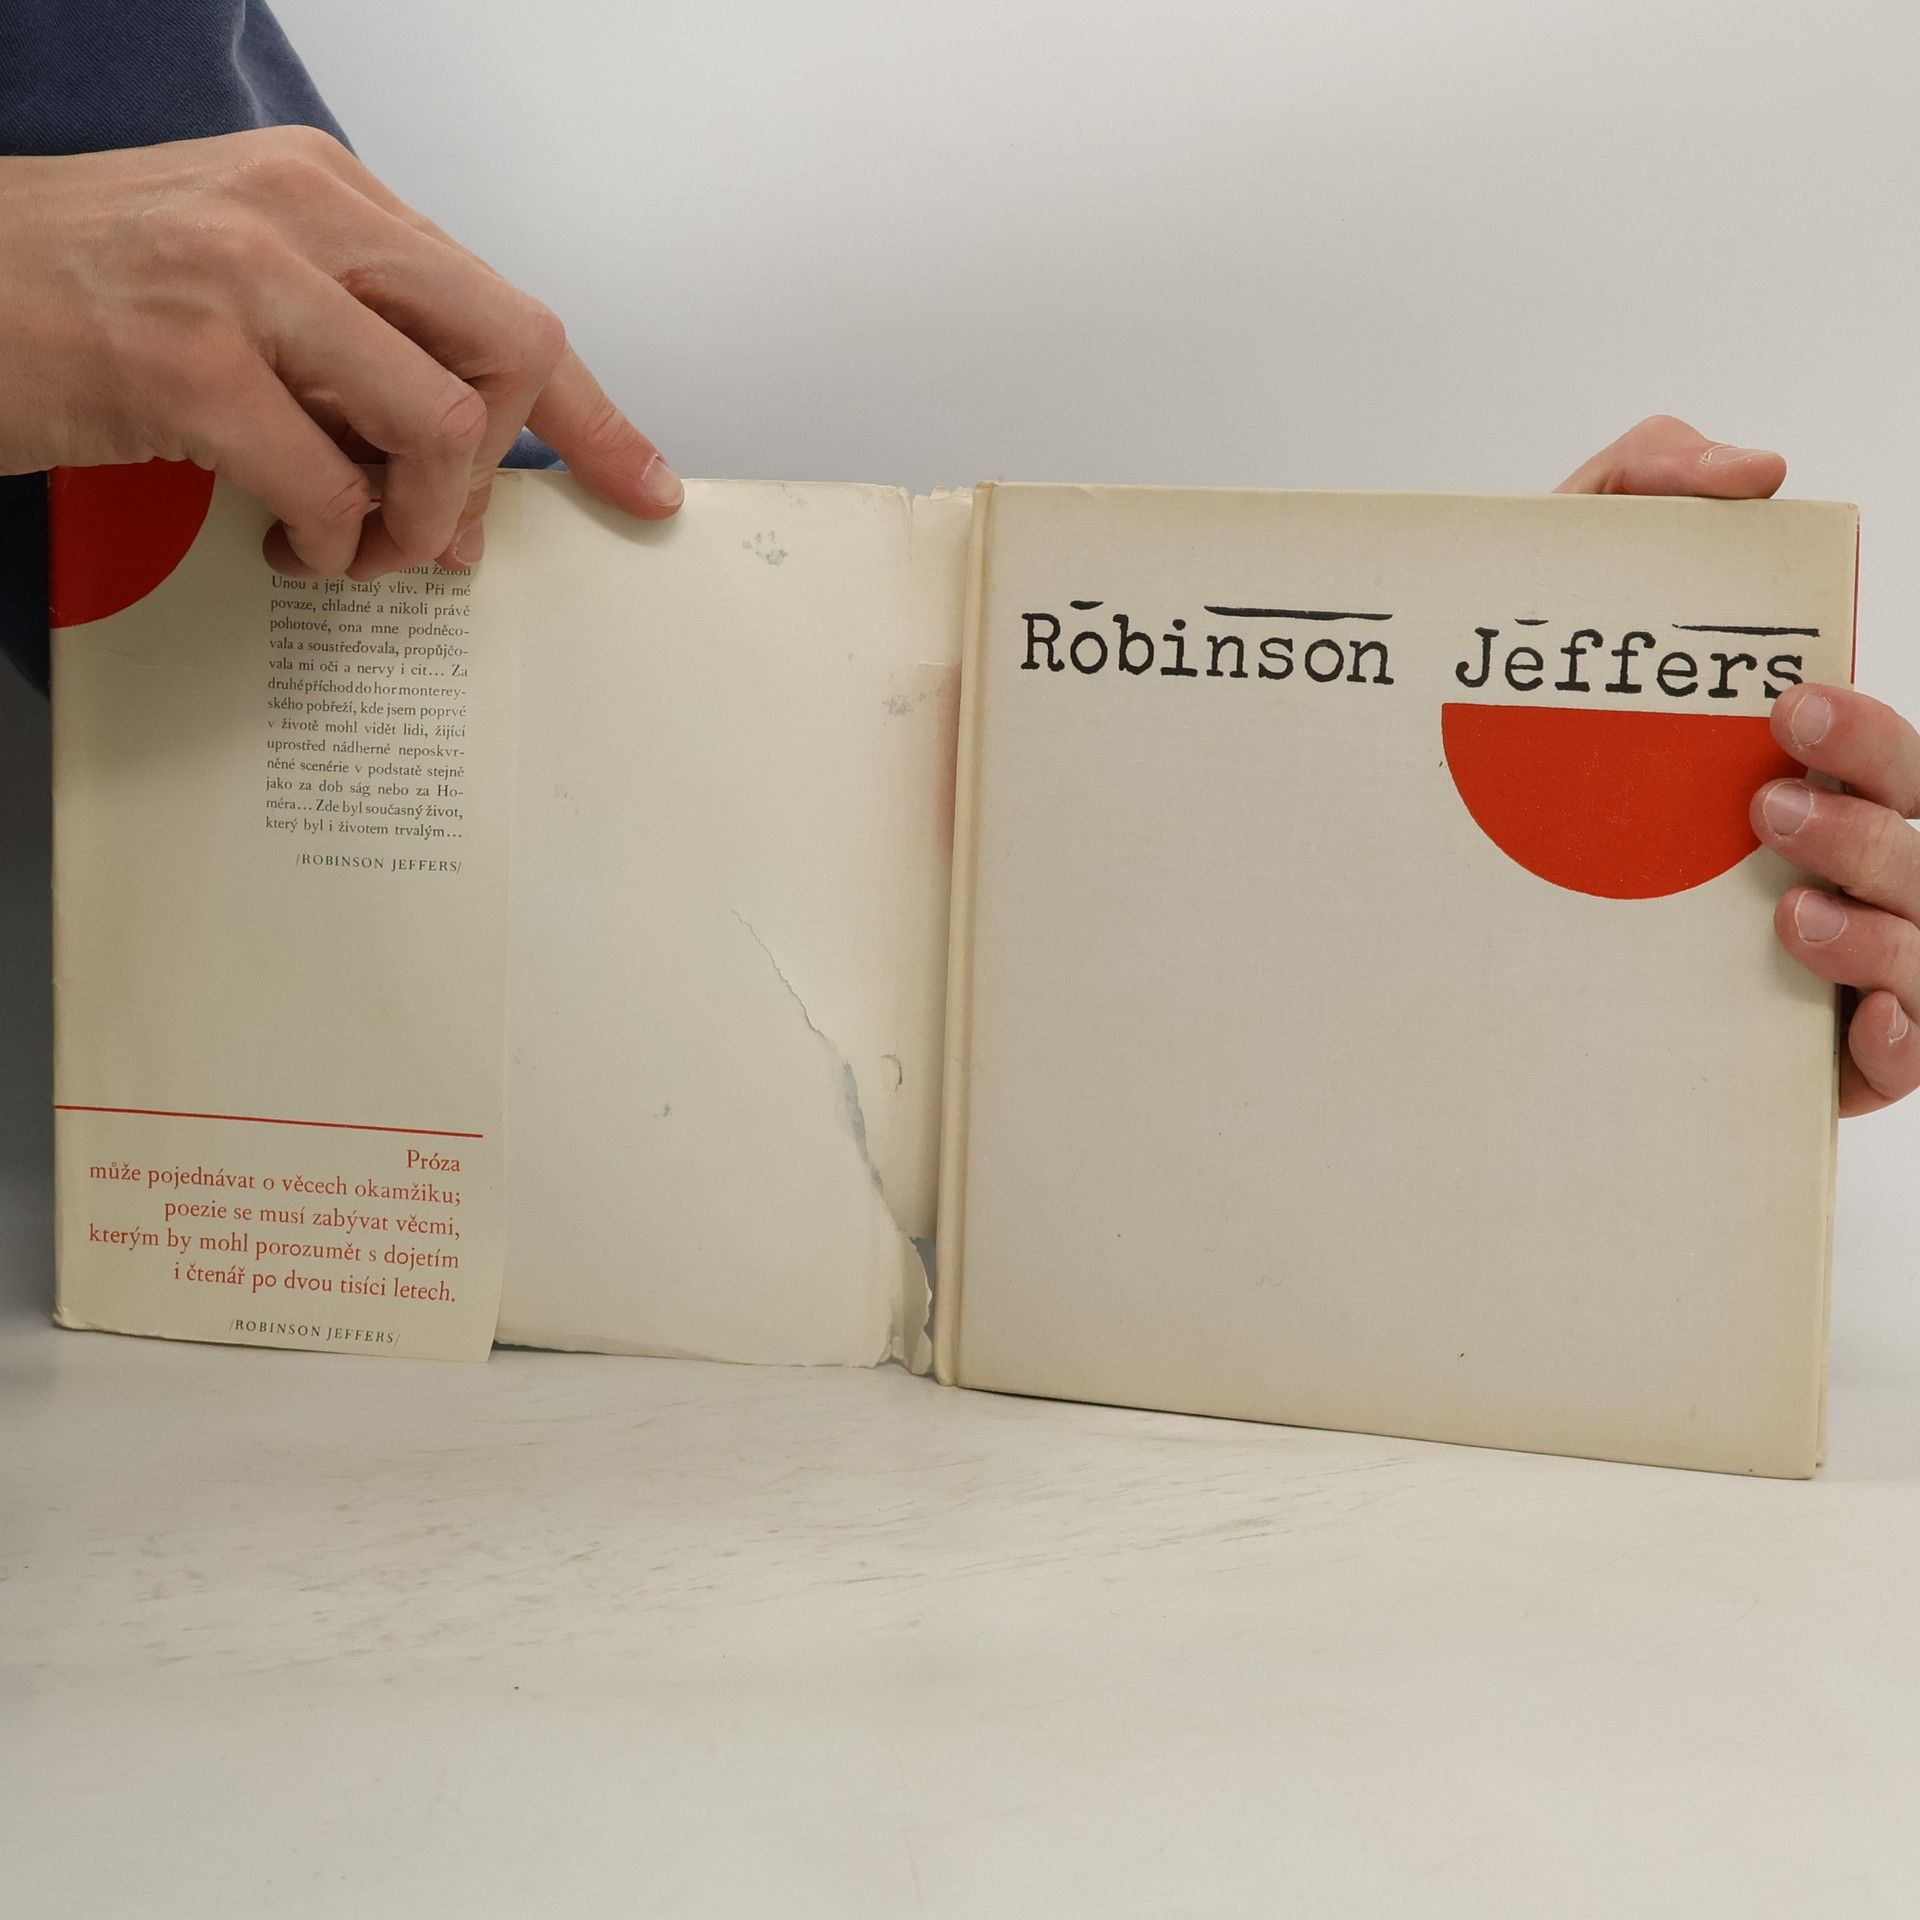 ženou
Unou a její stálý vliv. Při mé
povaze, chladné a nikoli právě
pohotové, ona mne podněco-
vala a soustřeďovala, propůjčo-
vala mi oči a nervy i cit... Za
druhé příchod do hor monterey-
ského pobřeží, kde jsem poprvé
v životě mohl vidět lidi, žijící
uprostřed nádherné neposkvr-
něné scenérie v podstatě stejně
jako za dob ság nebo za Ho-
méra... Zde byl současný život,
který byl i životem trvalým...
/ROBINSON JEFFERS/
Próza
může pojednávat o věcech okamžiku;
poezie se musí zabývat věcmi,
kterým by mohl porozumět s dojetím
i čtenář po dvou tisíci letech.
/ROBINSON JEFFERS/
Robinson Jeffers